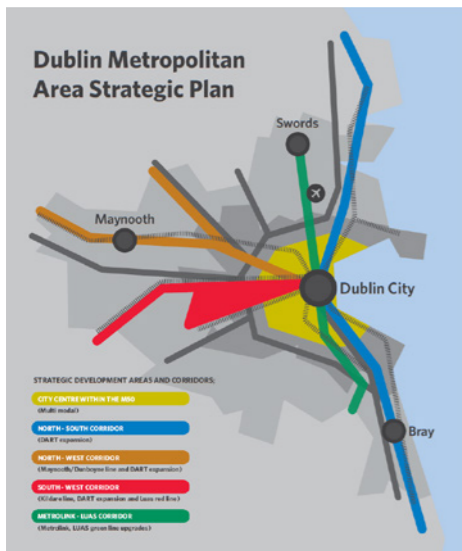 Dublin Metropolitan
Area Strategic Plan
Swords
Maynooth
Dublin City
Bray
STRATEGIC DEVELOPMENT AREAS AND CORRIDORS;
CITY CENTRE WITHIN THE M50
(Multi modal)
NORTH - SOUTH CORRIDOR
(DART expansion)
NORTH - WEST CORRIDOR
(Maynooth/Dunboyne line and DART expansion)
SOUTH - WEST CORRIDOR
(Kildare line, DART expansion and Luas red line)
METROLINK - LUAS CORRIDOR
(Metrolink, LUAS green line upgrades)